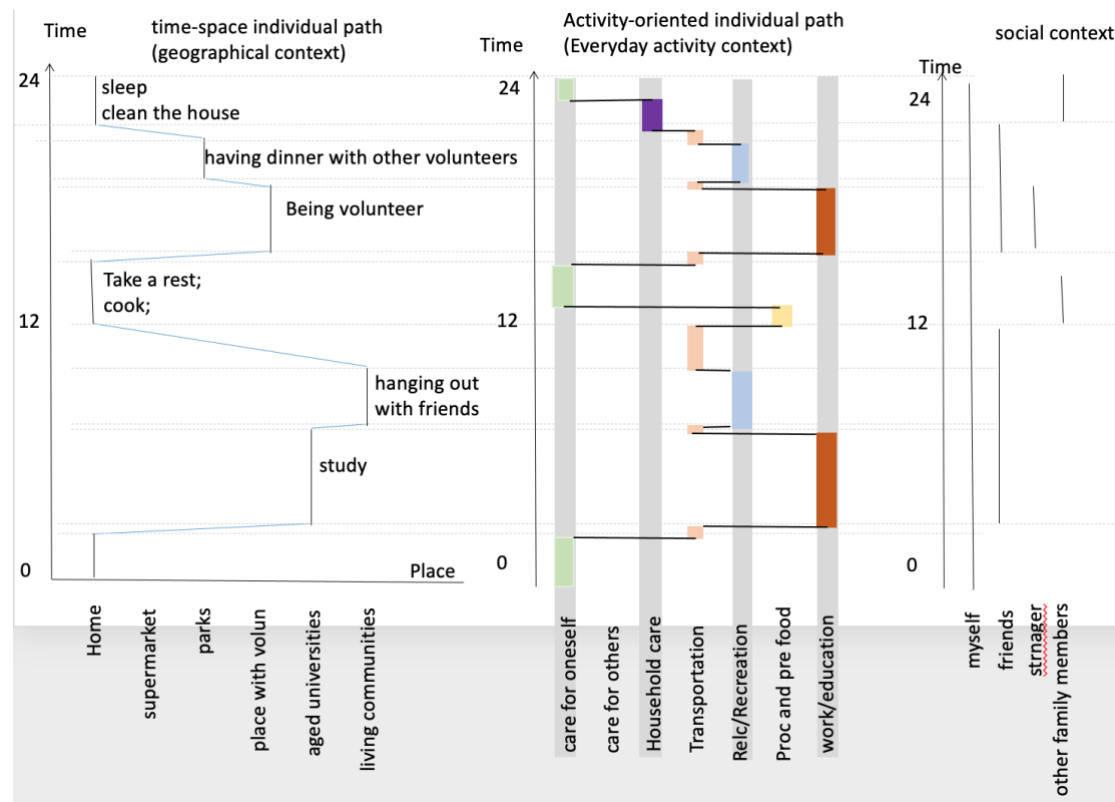 Time
time-space individual path
(geographical context)
24
sleep
clean the house
having dinner with other volunteers
Being volunteer
Take a rest;
cook;
12
hanging out
with friends
study
0
Place
Home
supermarket
parks
place with volun
aged universities
living communities
Activity-oriented individual path
(Everyday activity context)
Time
24
12
0
care for oneself
care for others
Household care
Transportation
Relc/Recreation
Proc and pre food
work/education
social context
Time
24
12
0
myself
friends
strnager
other family members